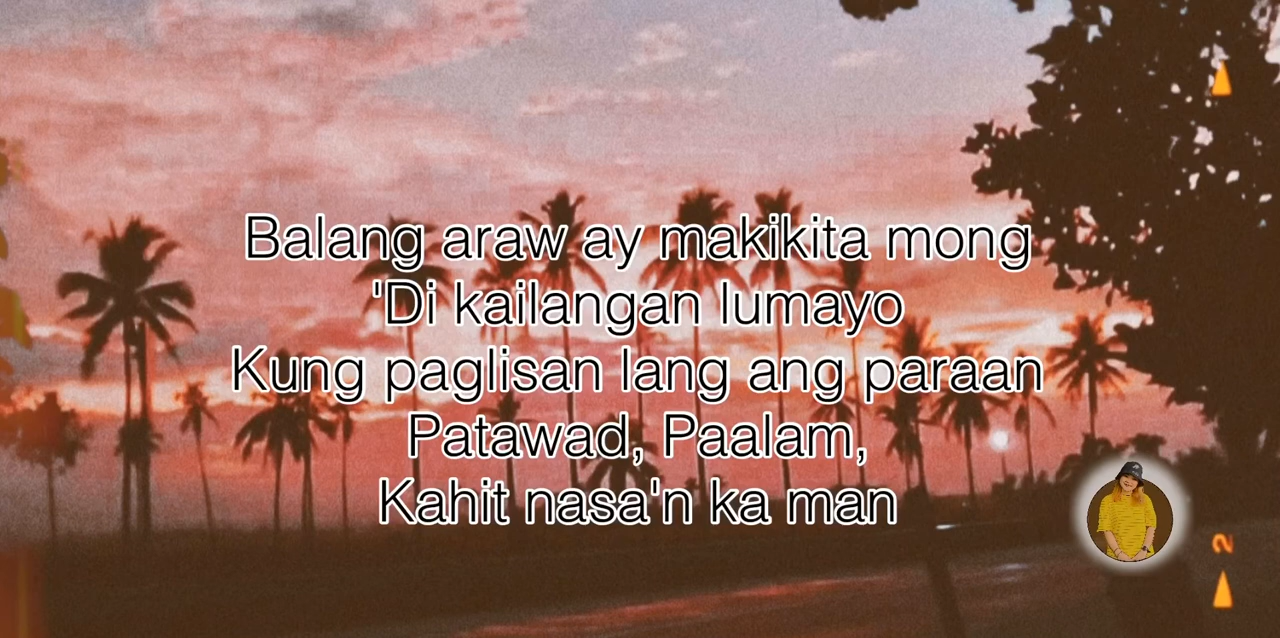 Balang araw ay makikita mong
'Di kailangan lumayo
Kung paglisan lang ang paraan
Patawad, Paalam,
Kahit nasa'n ka man
2